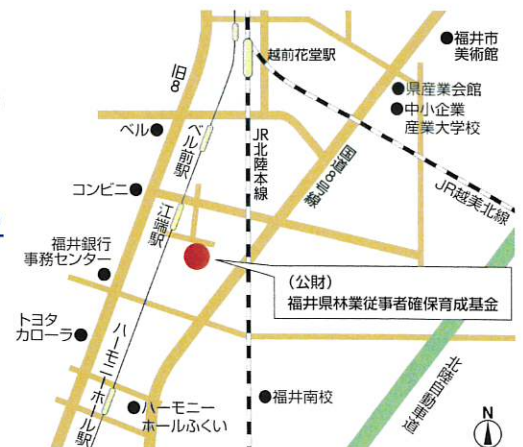 福井市
美術館
越前花堂駅
旧8
県産業会館
中小企業
産業大学校
ベル
ベル前駅
JR北陸本線
国道8号線
JR越美北線
コンビニ
江端駅
福井銀行
事務センター
(公財)
福井県林業従事者確保育成基金
トヨタ
カローラ
ハーモニーホール駅
北陸自動車道
福井南校
ハーモニー
ホールふくい
N